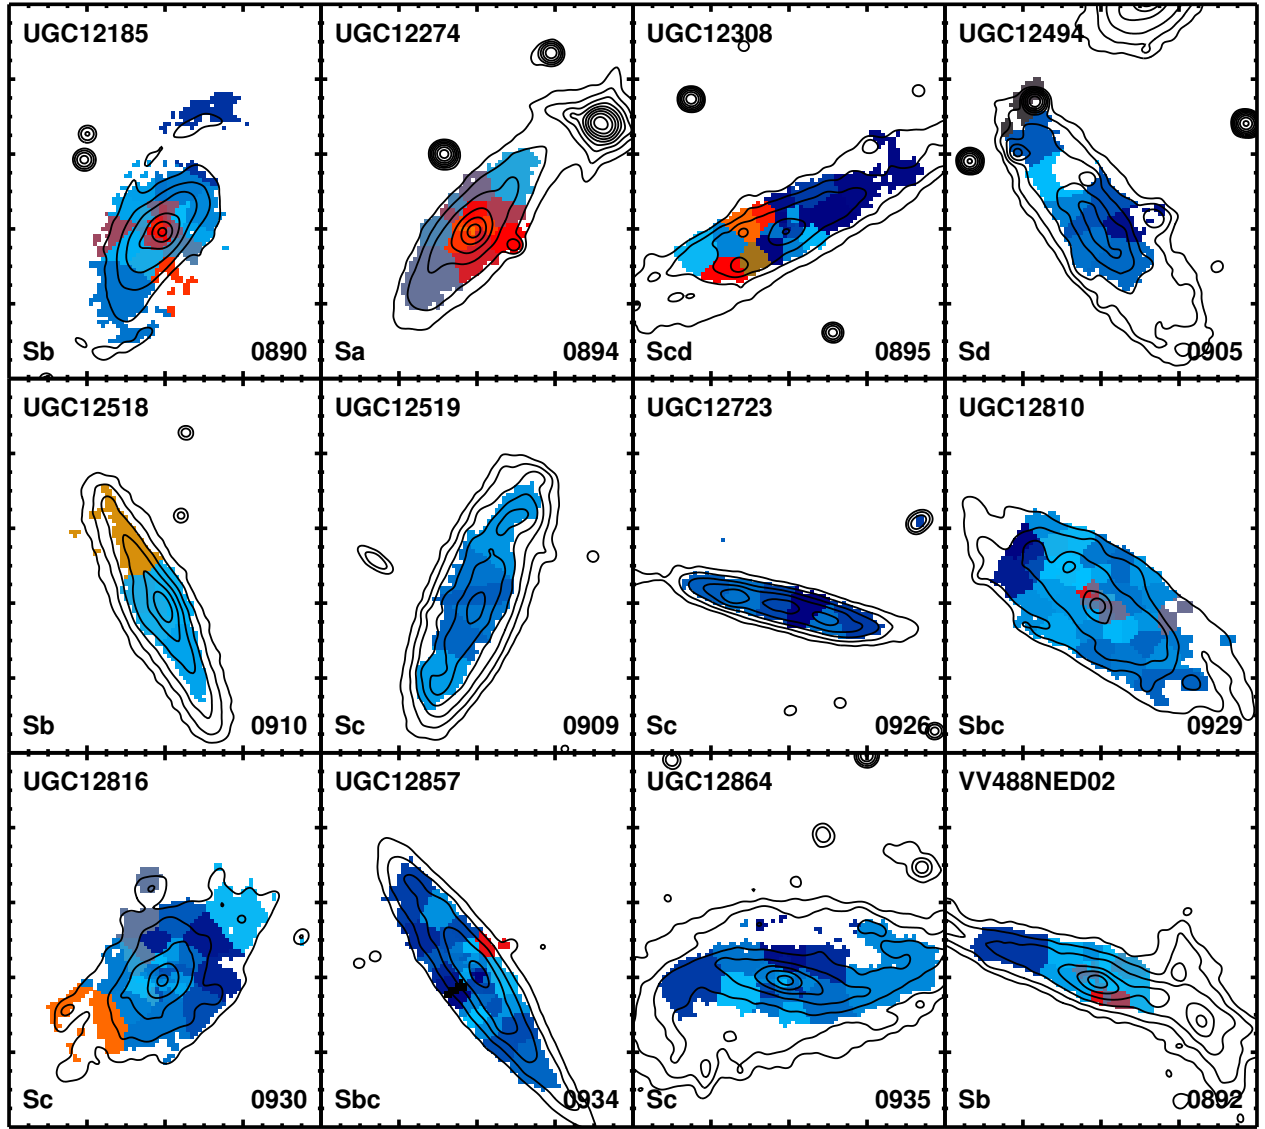 UGC12185 UGC12274 UGC12308 UGC12494
Sb 0890 Sa 0894 Scd 0895 Sd 0905
UGC12518 UGC12519 UGC12723 UGC12810
Sb 0910 Sc 0909 Sc 0926 Sbc 0929
UGC12816 UGC12857 UGC12864 VV488NED02
Sc 0930 Sbc 0934 Sc 0935 Sb 0892